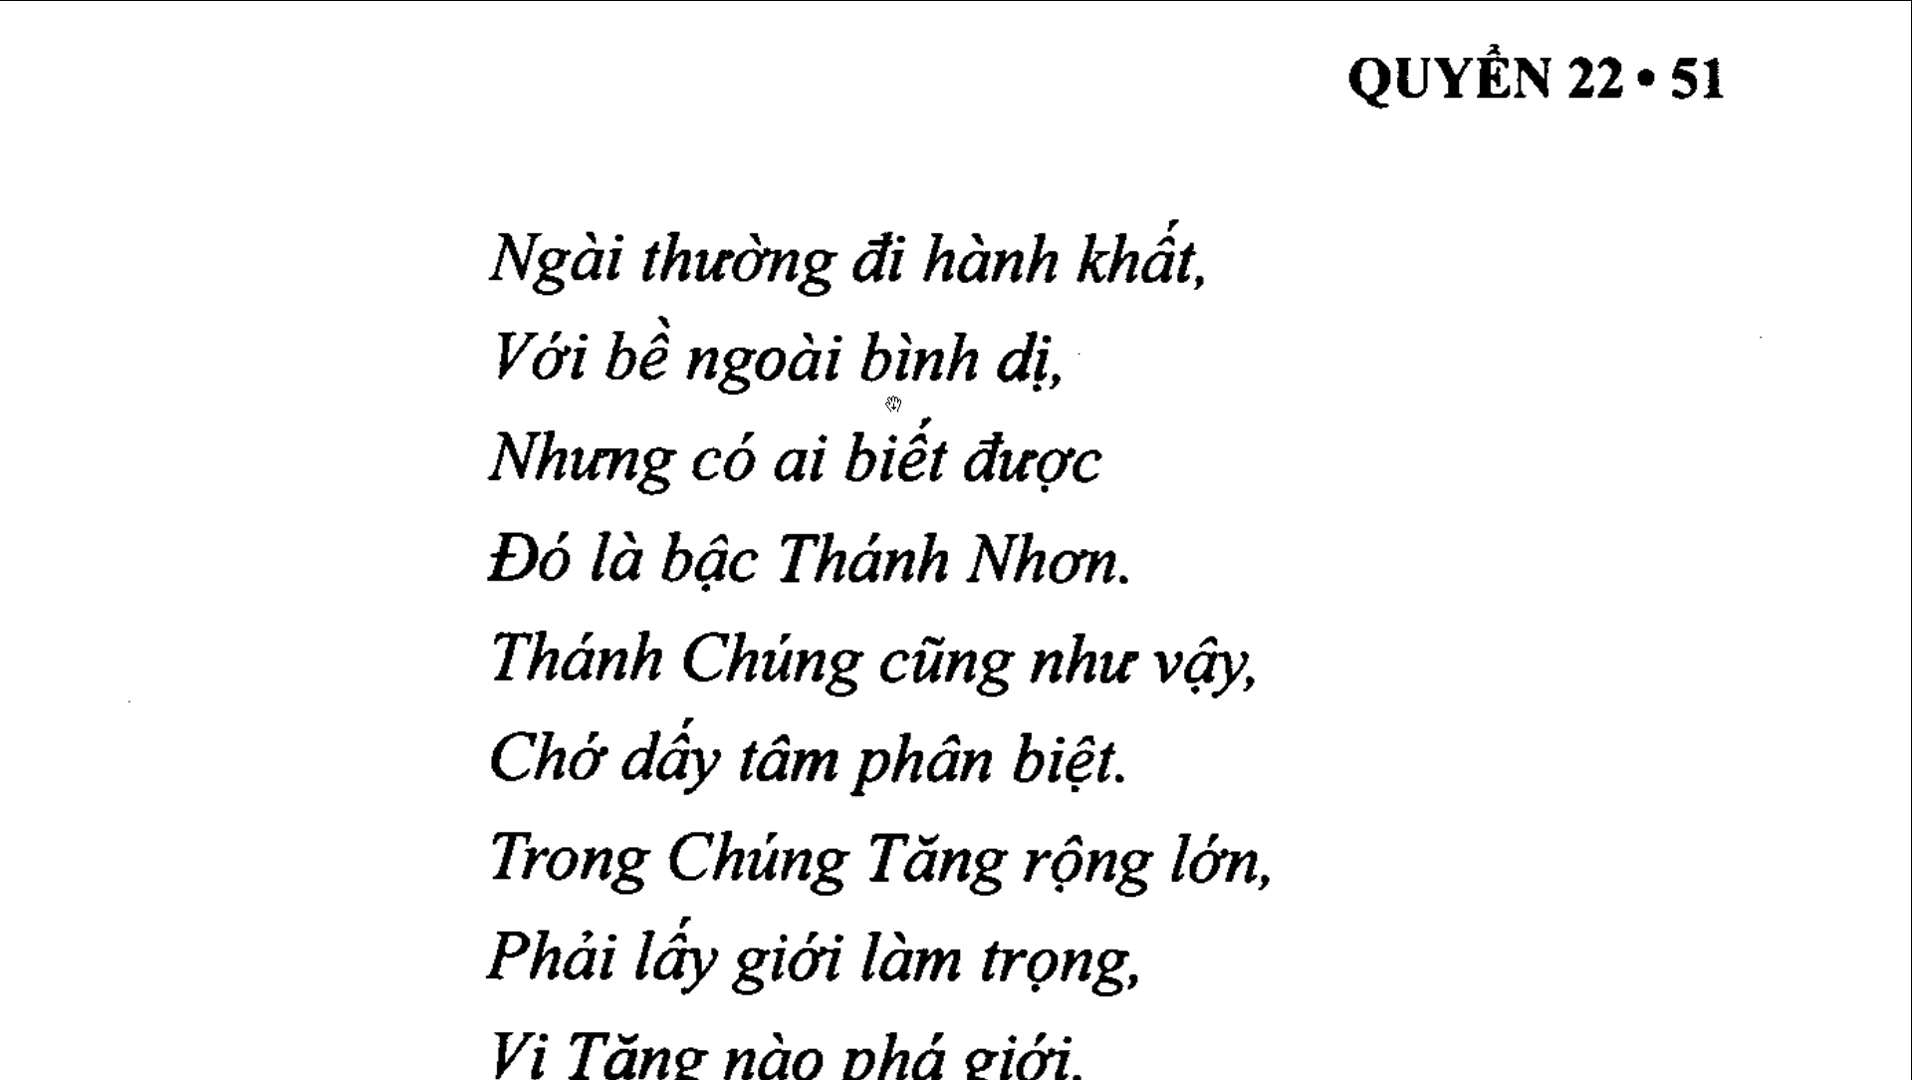 QUYỂN 22 • 51
Ngài thường đi hành khất,
Với bề ngoài bình dị,
Nhưng có ai biết được
Đó là bậc Thánh Nhơn.
Thánh Chúng cũng như vậy,
Chớ dấy tâm phân biệt.
Trong Chúng Tăng rộng lớn,
Phải lấy giới làm trọng,
Vị Tăng nào phá giới,